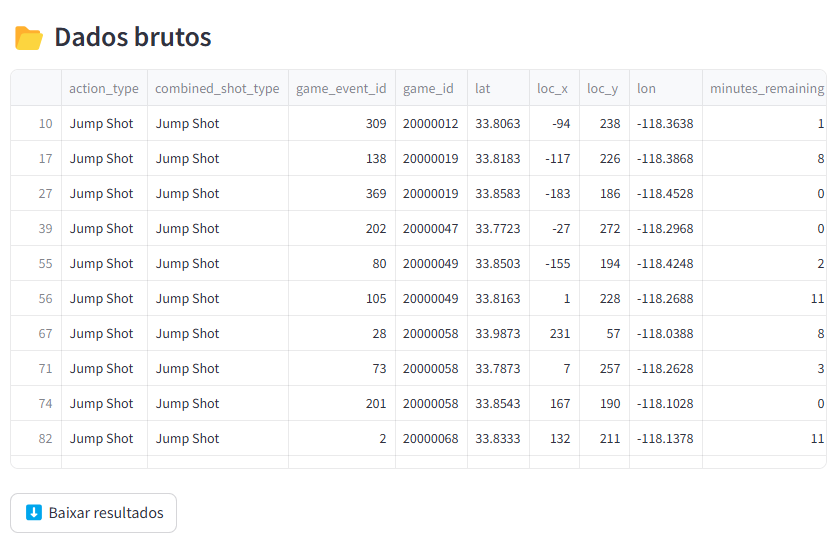 Dados brutos
action_type combined_shot_type game_event_id game_id lat loc_x loc_y lon minutes_remaining
10 Jump Shot Jump Shot 309 20000012 33.8063 -94 238 -118.3638 1
17 Jump Shot Jump Shot 138 20000019 33.8183 -117 226 -118.3868 8
27 Jump Shot Jump Shot 369 20000019 33.8583 -183 186 -118.4528 0
39 Jump Shot Jump Shot 202 20000047 33.7723 -27 272 -118.2968 0
55 Jump Shot Jump Shot 80 20000049 33.8503 -155 194 -118.4248 2
56 Jump Shot Jump Shot 105 20000049 33.8163 1 228 -118.2688 11
67 Jump Shot Jump Shot 28 20000058 33.9873 231 57 -118.0388 8
71 Jump Shot Jump Shot 73 20000058 33.7873 7 257 -118.2628 3
74 Jump Shot Jump Shot 201 20000058 33.8543 167 190 -118.1028 0
82 Jump Shot Jump Shot 2 20000068 33.8333 132 211 -118.1378 11
Baixar resultados